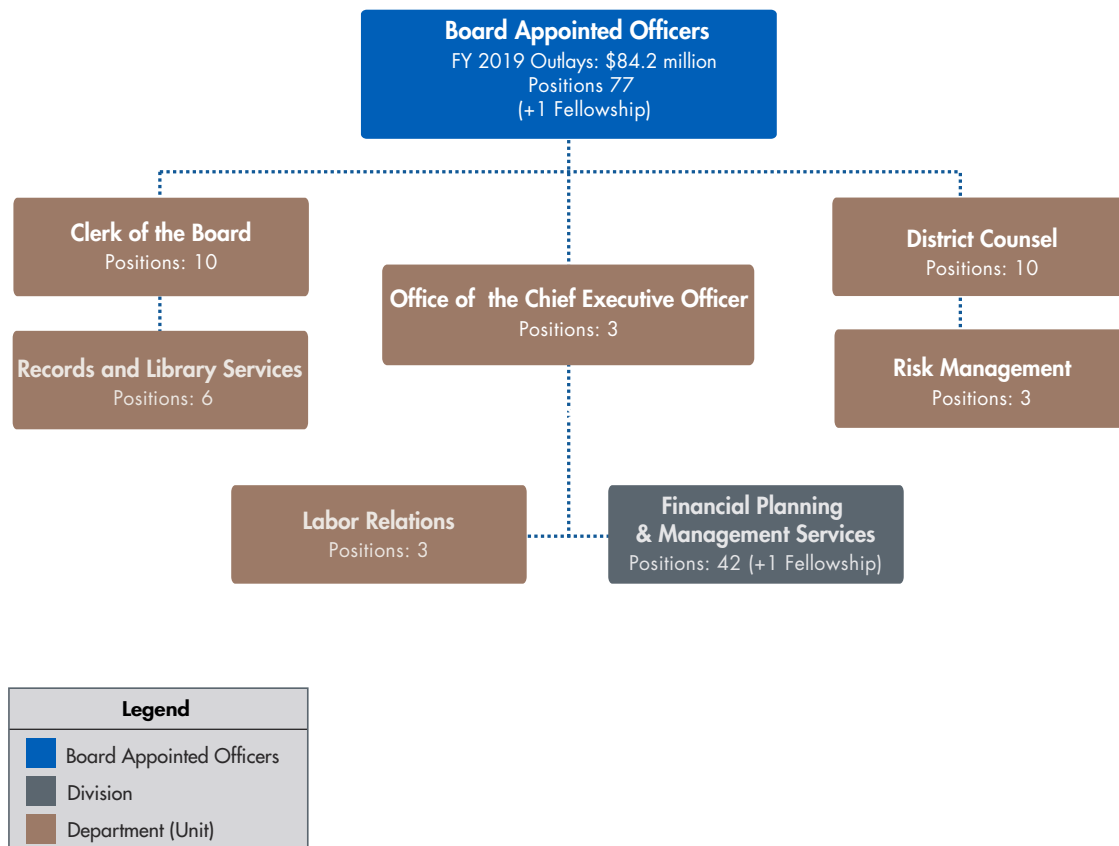 Board Appointed Officers
FY 2019 Outlays: $84.2 million
Positions 77
(+1 Fellowship)
Clerk of the Board
Positions: 10
District Counsel
Positions: 10
Office of the Chief Executive Officer
Positions: 3
Records and Library Services
Positions: 6
Risk Management
Positions: 3
Labor Relations
Positions: 3
Financial Planning
& Management Services
Positions: 42 (+1 Fellowship)
Legend
Board Appointed Officers
Division
Department (Unit)